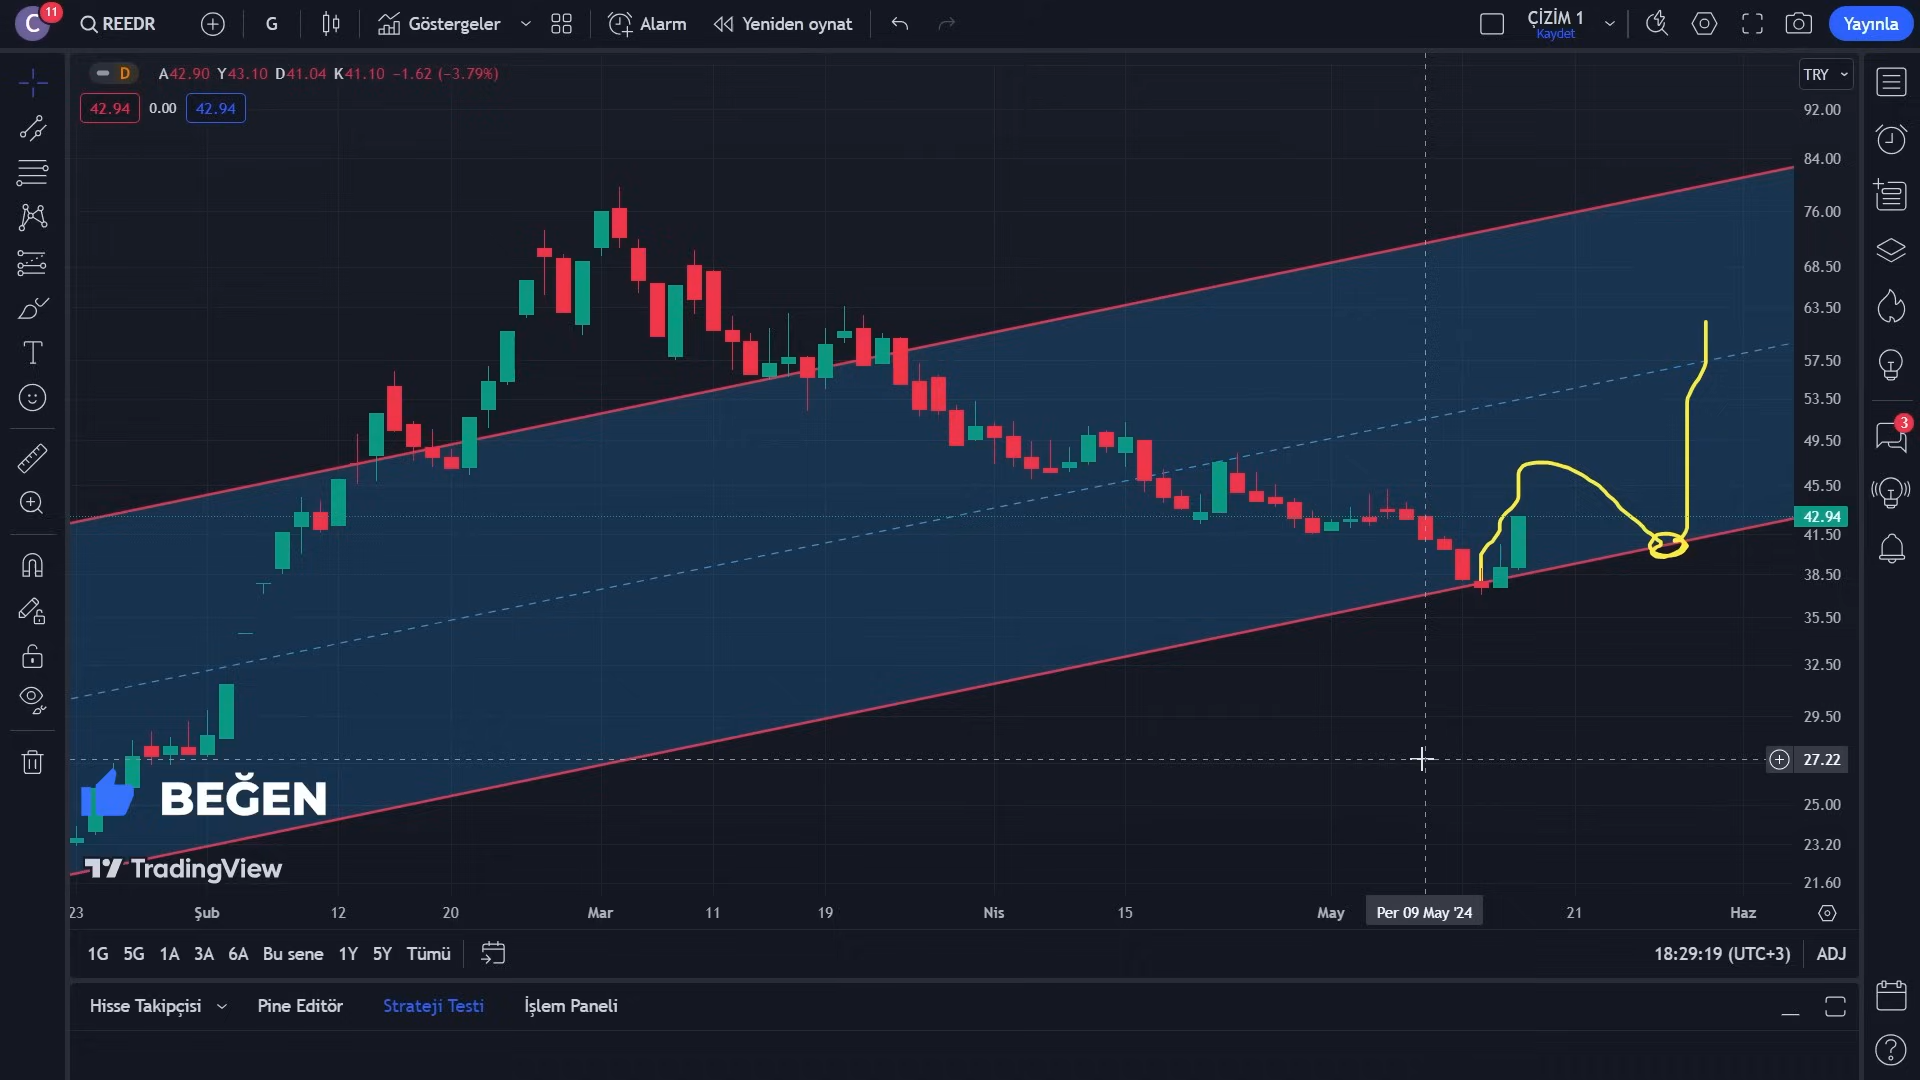 C
11
REEDR
G
Göstergeler
Alarm
Yeniden oynat
ÇİZİM 1
Kaydet
Yayınla
D
A42.90 Y43.10 D41.04 K41.10 −1.62 (−3.79%)
TRY
42.94
0.00
42.94
92.00
84.00
76.00
68.50
63.50
57.50
53.50
49.50
45.50
42.94
41.50
38.50
35.50
32.50
29.50
27.22
25.00
23.20
21.60
3
BEĞEN
TradingView
23 Şub 12 20 Mar 11 19 Nis 15 May Per 09 May '24 21 Haz
1G 5G 1A 3A 6A Bu sene 1Y 5Y Tümü
18:29:19 (UTC+3)
ADJ
Hisse Takipçisi
Pine Editör
Strateji Testi
İşlem Paneli